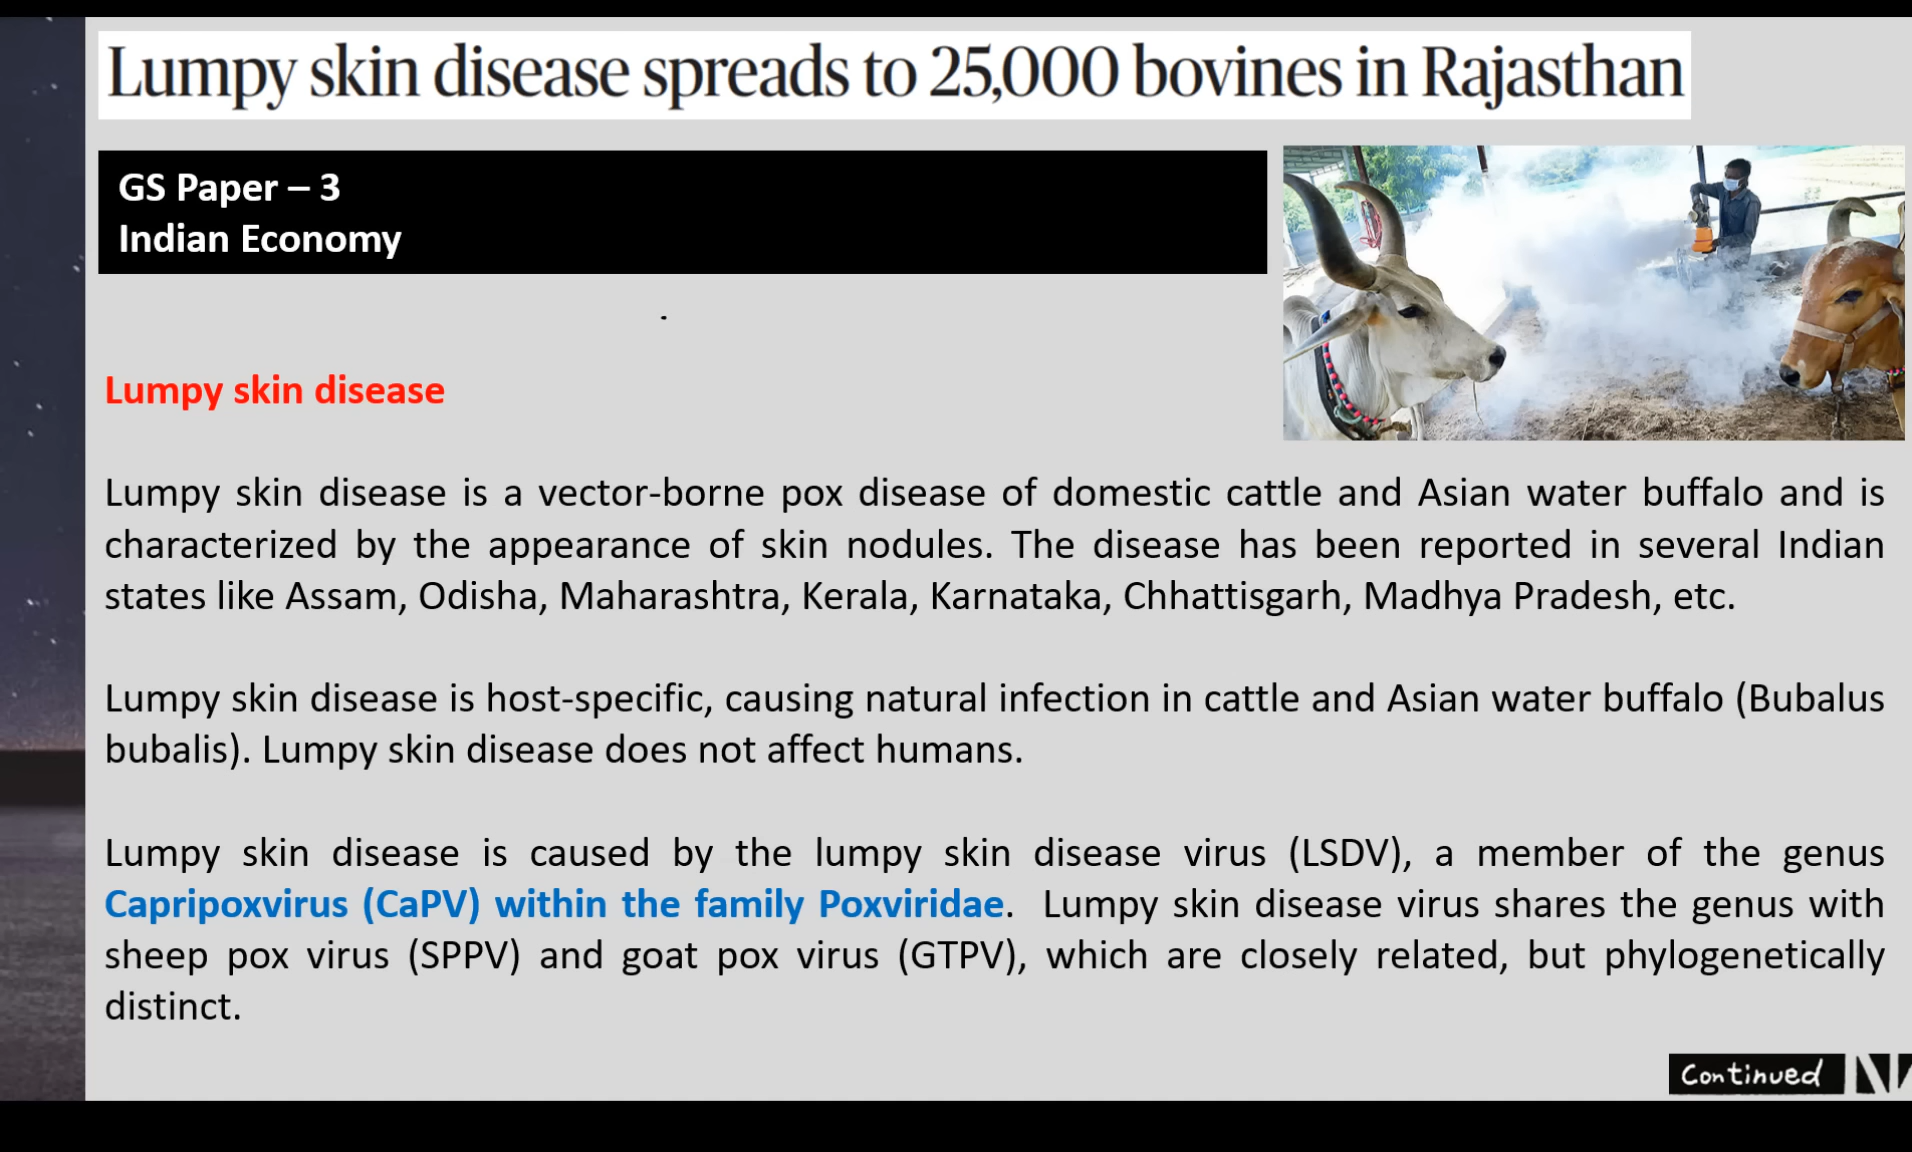 Lumpy skin disease spreads to 25,000 bovines in Rajasthan
GS Paper – 3
Indian Economy
Lumpy skin disease
Lumpy skin disease is a vector-borne pox disease of domestic cattle and Asian water buffalo and is
characterized by the appearance of skin nodules. The disease has been reported in several Indian
states like Assam, Odisha, Maharashtra, Kerala, Karnataka, Chhattisgarh, Madhya Pradesh, etc.
Lumpy skin disease is host-specific, causing natural infection in cattle and Asian water buffalo (Bubalus
bubalis). Lumpy skin disease does not affect humans.
Lumpy skin disease is caused by the lumpy skin disease virus (LSDV), a member of the genus
Capripoxvirus (CaPV) within the family Poxviridae. Lumpy skin disease virus shares the genus with
sheep pox virus (SPPV) and goat pox virus (GTPV), which are closely related, but phylogenetically
distinct.
Continued